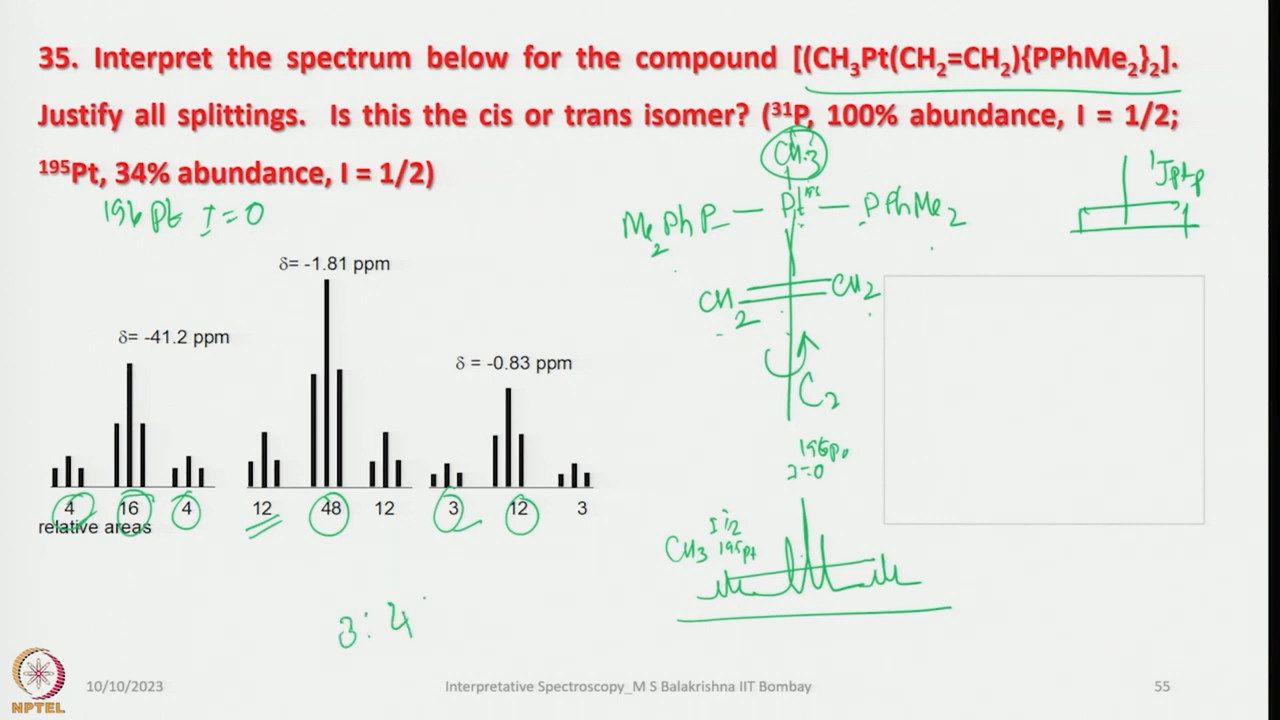 35. Interpret the spectrum below for the compound [(CH3Pt(CH2=CH2){PPhMe2}2].
Justify all splittings. Is this the cis or trans isomer? (31P, 100% abundance, I = 1/2;
195Pt, 34% abundance, I = 1/2)
196 Pt I = 0
CH3
1JPt-P
Me2PhP — Pt — PPhMe2
CH2 = CH2
C2
δ= -1.81 ppm
δ= -41.2 ppm
δ = -0.83 ppm
4 16 4 12 48 12 3 12 3
relative areas
I=0
CH3 195Pt
3: 4
10/10/2023
Interpretative Spectroscopy_M S Balakrishna IIT Bombay
55
NPTEL